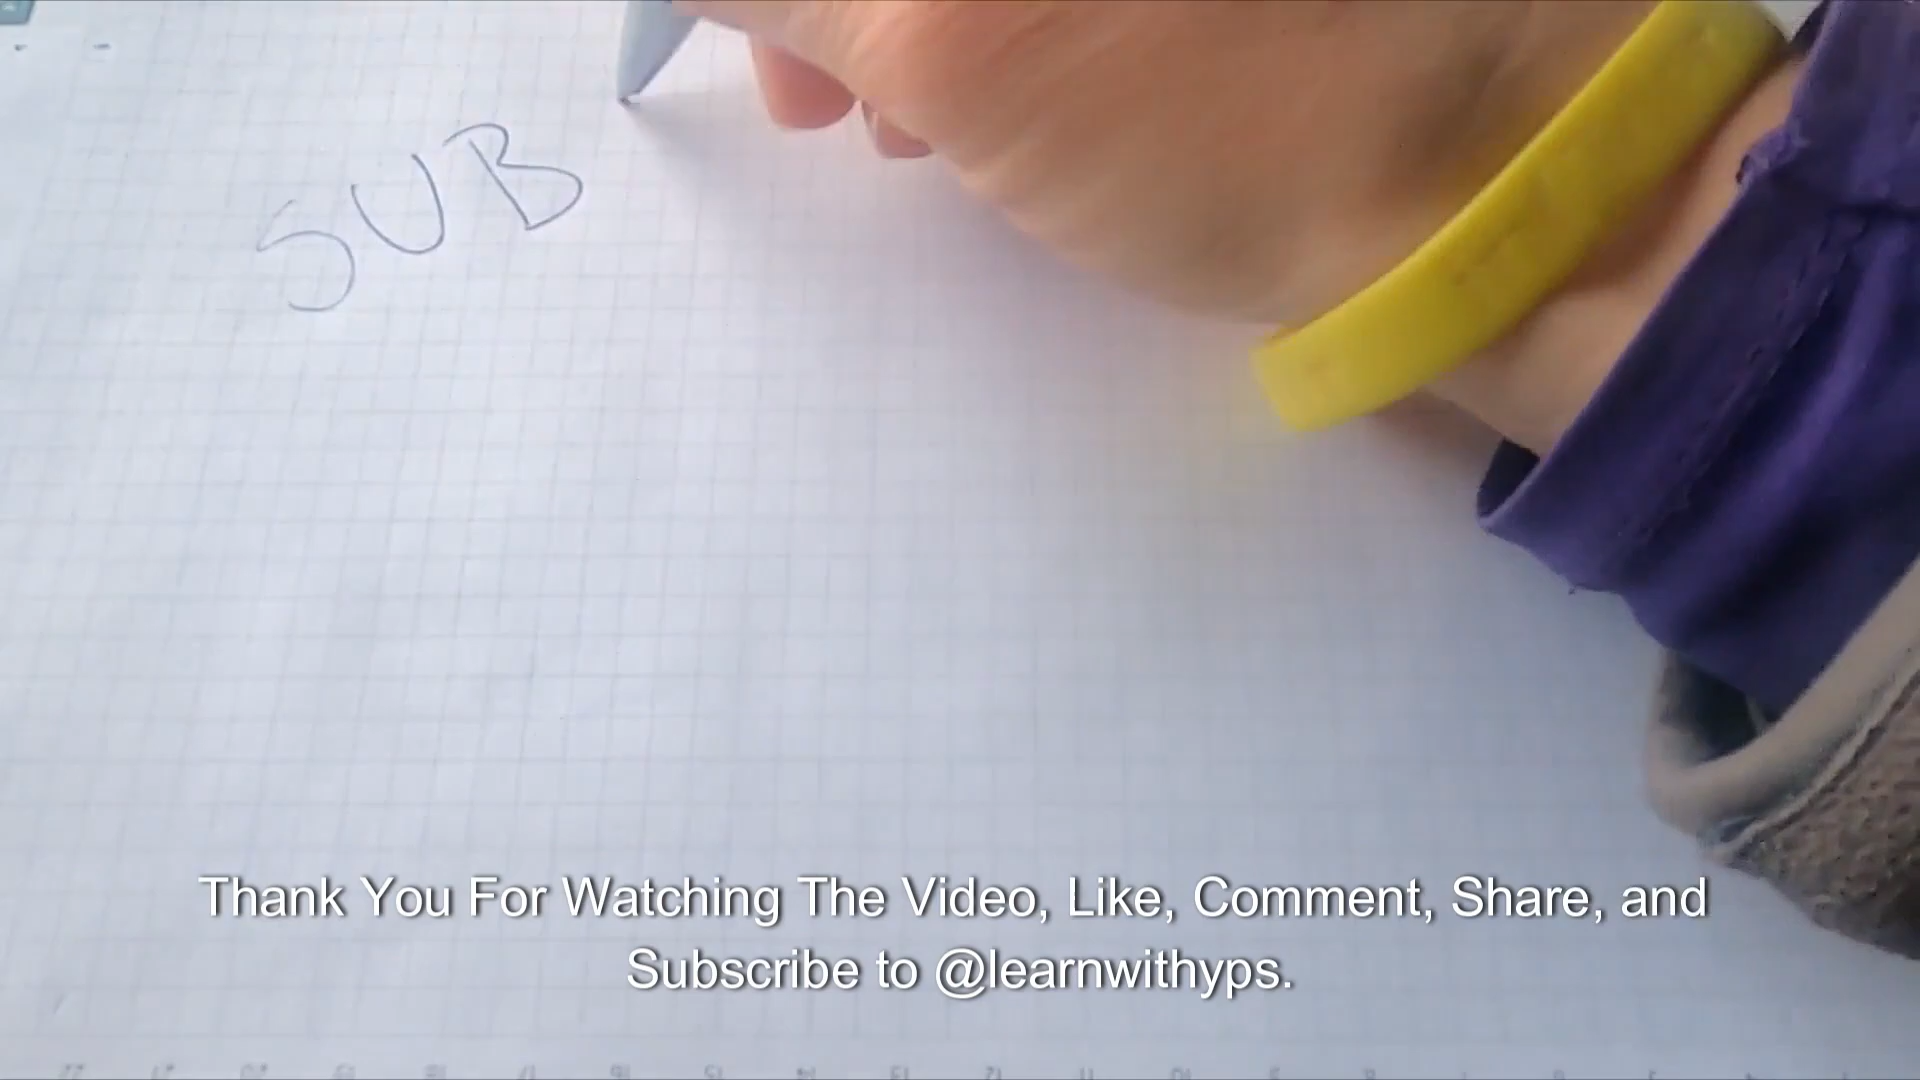 SUB
Thank You For Watching The Video, Like, Comment, Share, and
Subscribe to @learnwithyps.